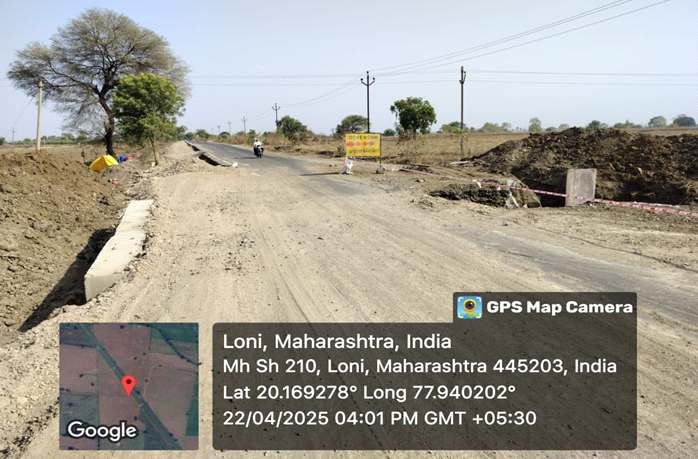 GPS Map Camera
Loni, Maharashtra, India
Mh Sh 210, Loni, Maharashtra 445203, India
Lat 20.169278° Long 77.940202°
22/04/2025 04:01 PM GMT +05:30
Google